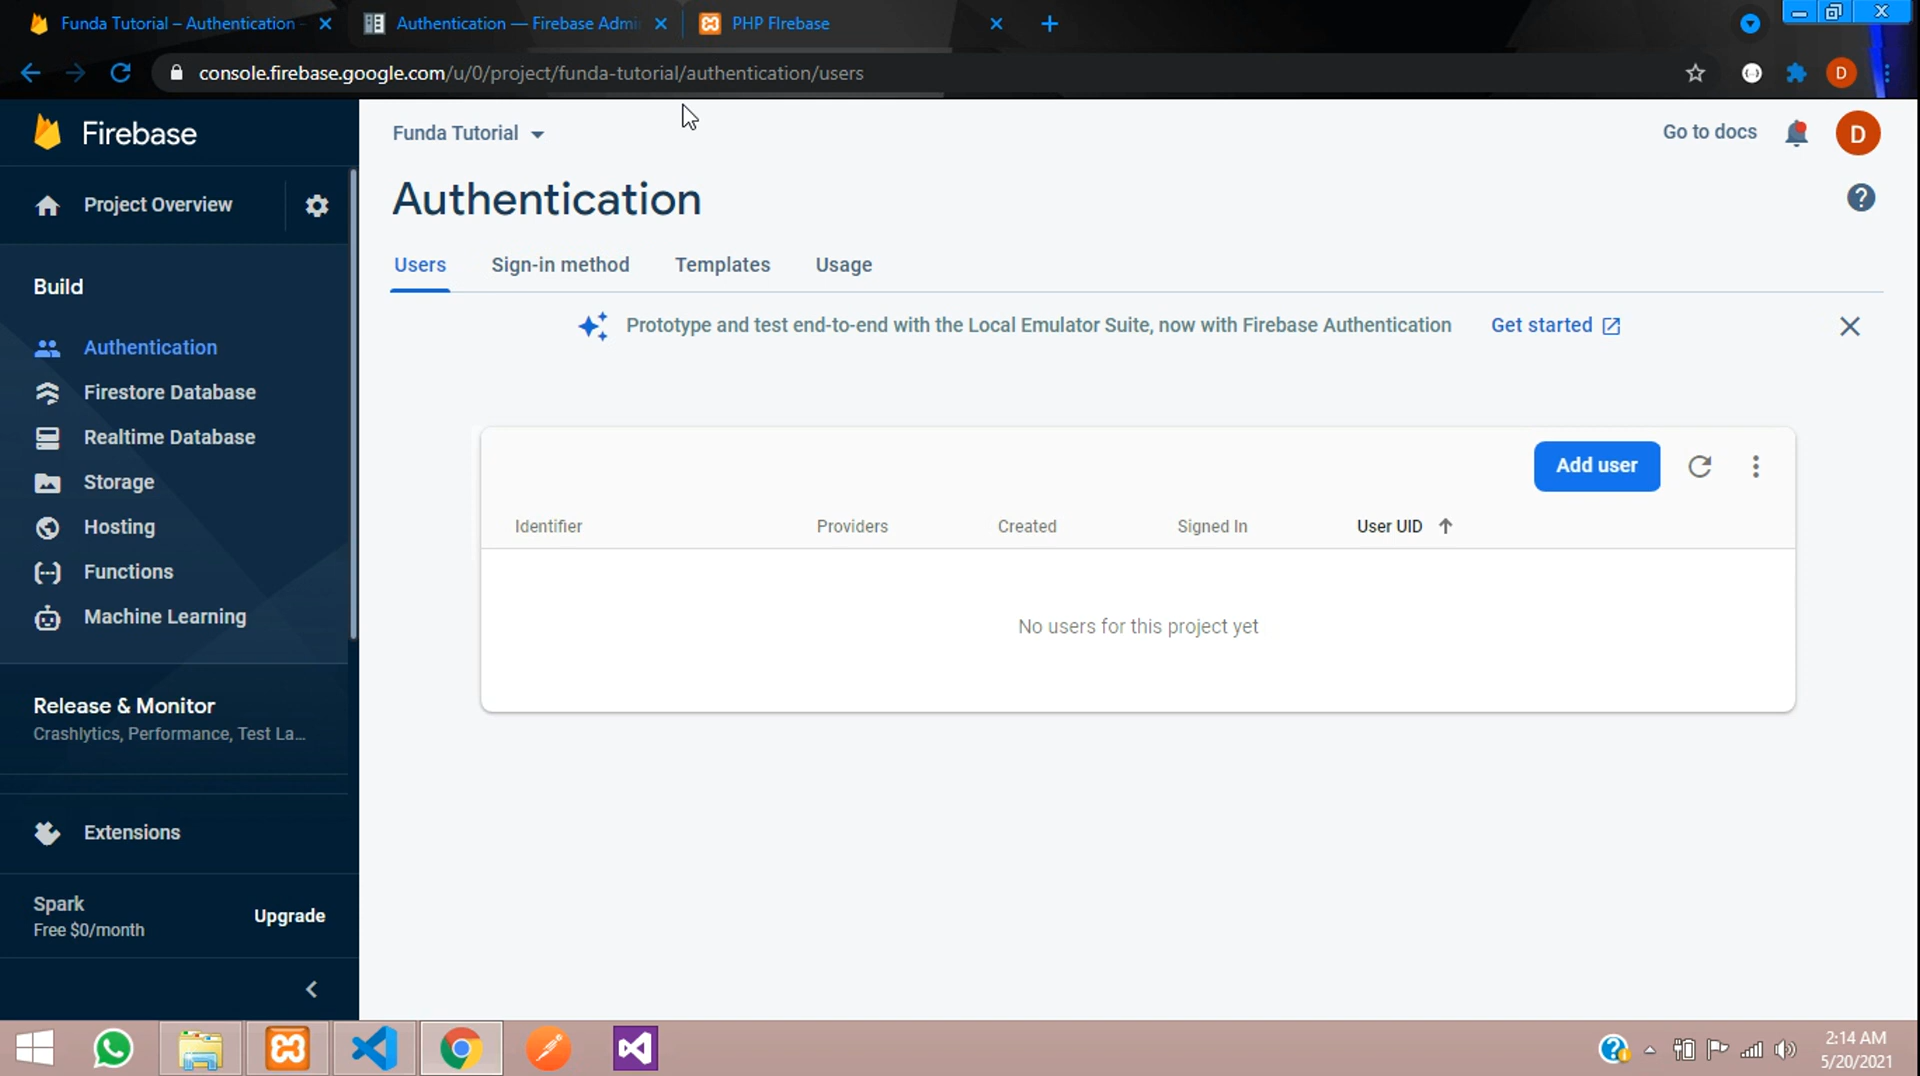 Funda Tutorial – Authentication –
Authentication — Firebase Admi
PHP FIrebase
console.firebase.google.com/u/0/project/funda-tutorial/authentication/users
D
Firebase
Funda Tutorial
Go to docs
D
Project Overview
Authentication
Build
Users
Sign-in method
Templates
Usage
Prototype and test end-to-end with the Local Emulator Suite, now with Firebase Authentication
Get started
Authentication
Firestore Database
Realtime Database
Storage
Hosting
Functions
Machine Learning
Add user
Identifier
Providers
Created
Signed In
User UID
No users for this project yet
Release & Monitor
Crashlytics, Performance, Test La...
Extensions
Spark
Free $0/month
Upgrade
2:14 AM
5/20/2021